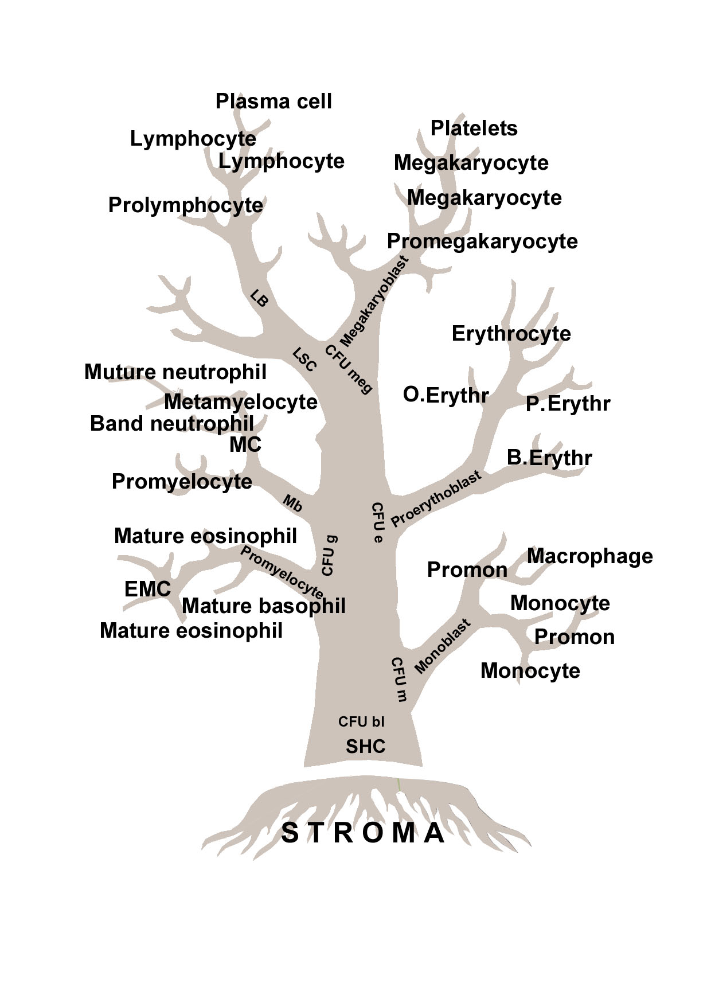 Plasma cell
Platelets
Lymphocyte
Lymphocyte
Megakaryocyte
Megakaryocyte
Prolymphocyte
Promegakaryocyte
Megakaryoblast
LB
Erythrocyte
LSC
CFU meg
Muture neutrophil
Metamyelocyte
O.Erythr
P.Erythr
Band neutrophil
MC
B.Erythr
Promyelocyte
Proerythoblast
Mb
CFU e
Mature eosinophil
CFU g
Promyelocyte
Macrophage
Promon
EMC
Mature basophil
Monocyte
Mature eosinophil
Monoblast
Promon
CFU m
Monocyte
CFU bl
SHC
STROMA